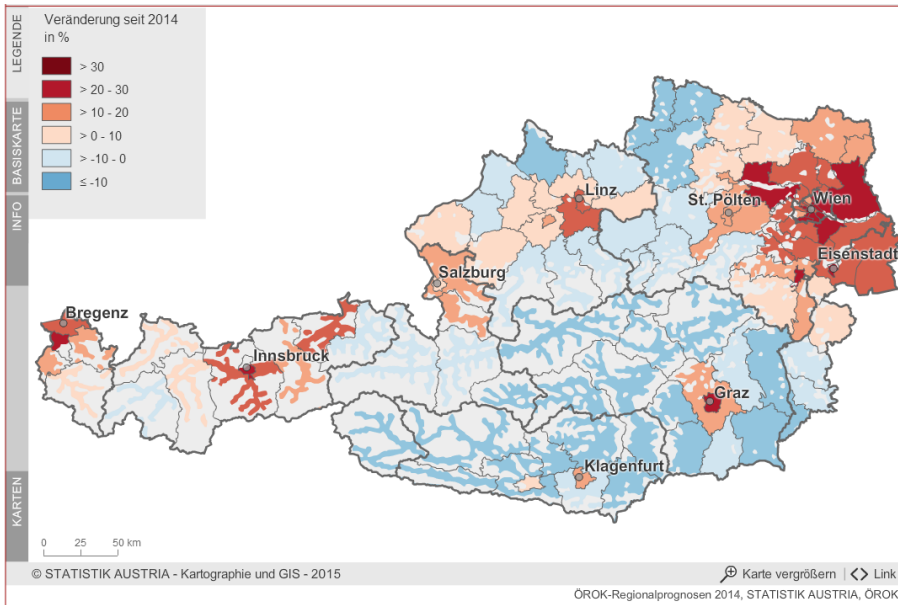 LEGENDE
BASISKARTE
INFO
KARTEN
Veränderung seit 2014
in %
> 30
> 20 - 30
> 10 - 20
> 0 - 10
> -10 - 0
≤ -10
Linz
St. Pölten
Wien
Eisenstadt
Salzburg
Bregenz
Innsbruck
Graz
Klagenfurt
0 25 50 km
© STATISTIK AUSTRIA - Kartographie und GIS - 2015
Karte vergrößern | <> Link
ÖROK-Regionalprognosen 2014, STATISTIK AUSTRIA, ÖROK